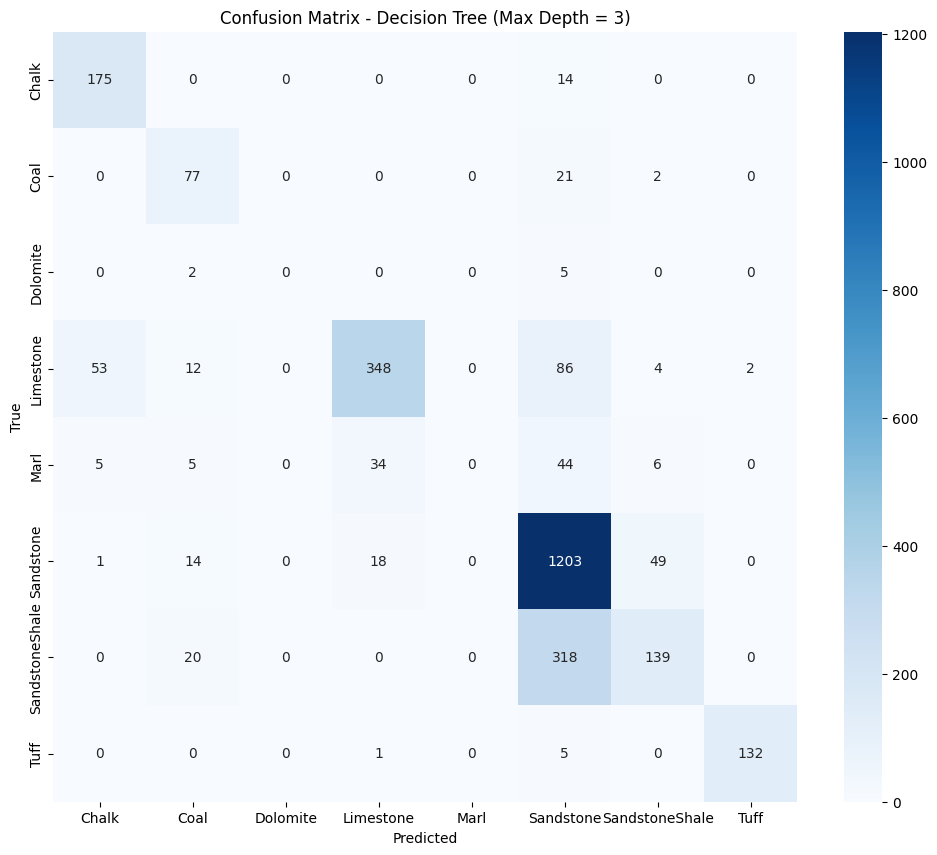 Confusion Matrix - Decision Tree (Max Depth = 3)
True
Chalk 175 0 0 0 0 14 0 0
Coal 0 77 0 0 0 21 2 0
Dolomite 0 2 0 0 0 5 0 0
Limestone 53 12 0 348 0 86 4 2
Marl 5 5 0 34 0 44 6 0
Sandstone 1 14 0 18 0 1203 49 0
SandstoneShale 0 20 0 0 0 318 139 0
Tuff 0 0 0 1 0 5 0 132
Chalk Coal Dolomite Limestone Marl Sandstone SandstoneShale Tuff
Predicted
1200
1000
800
600
400
200
0